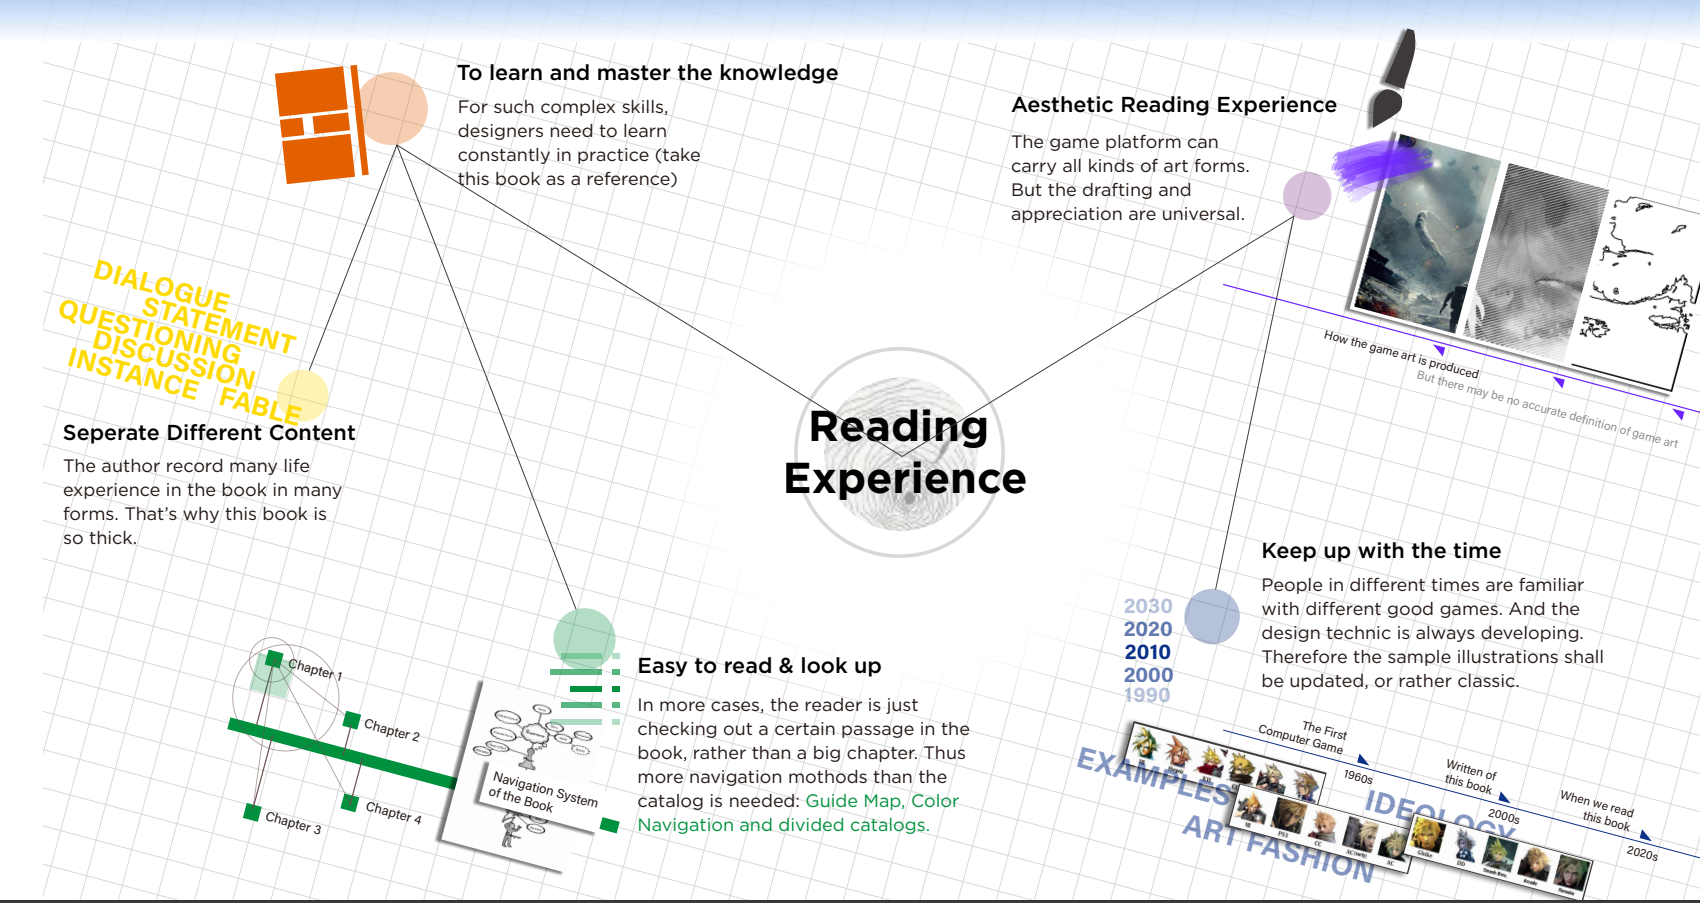 To learn and master the knowledge
For such complex skills,
designers need to learn
constantly in practice (take
this book as a reference)
Aesthetic Reading Experience
The game platform can
carry all kinds of art forms.
But the drafting and
appreciation are universal.
How the game art is produced
But there may be no accurate definition of game art
DIALOGUE
STATEMENT
QUESTIONING
DISCUSSION
INSTANCE FABLE
Seperate Different Content
The author record many life
experience in the book in many
forms. That's why this book is
so thick.
Reading
Experience
Chapter 1
Chapter 2
Chapter 3
Chapter 4
Navigation System
of the Book
Easy to read & look up
In more cases, the reader is just
checking out a certain passage in the
book, rather than a big chapter. Thus
more navigation mothods than the
catalog is needed: Guide Map, Color
Navigation and divided catalogs.
Keep up with the time
People in different times are familiar
with different good games. And the
design technic is always developing.
Therefore the sample illustrations shall
be updated, or rather classic.
2030
2020
2010
2000
1990
The First
Computer Game
1960s
Written of
this book
2000s
When we read
this book
2020s
EXAMPLES
IDEOLOGY
ART FASHION